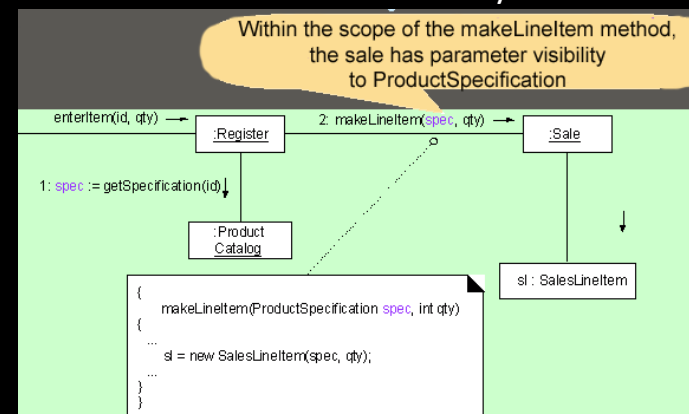 Within the scope of the makeLineItem method,
the sale has parameter visibility
to ProductSpecification
enterItem(id, qty)
:Register
2: makeLineItem(spec, qty)
:Sale
1: spec := getSpecification(id)
:Product
Catalog
sl : SalesLineItem
{
makeLineItem(ProductSpecification spec, int qty)
{
...
sl = new SalesLineItem(spec, qty);
...
}
}